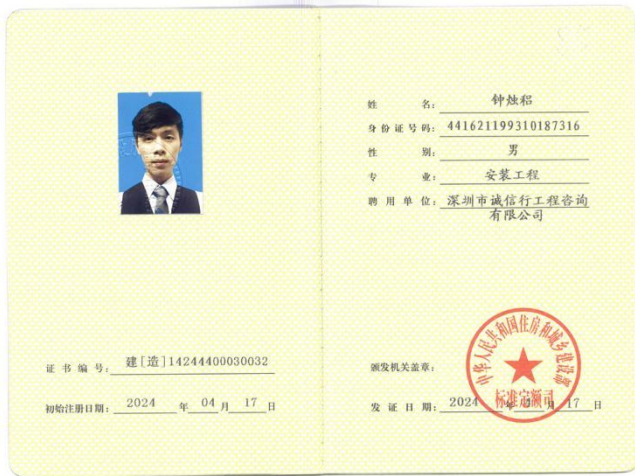 姓 名: 钟烛稆
身份证号码: 441621199310187316
性 别: 男
专 业: 安装工程
聘用单位: 深圳市诚信行工程咨询
有限公司
证书编号: 建[造]14244400030032
初始注册日期: 2024 年 04 月 17 日
颁发机关盖章:
中华人民共和国住房和城乡建设部
标准定额司
发证日期: 2024 年 月 17 日